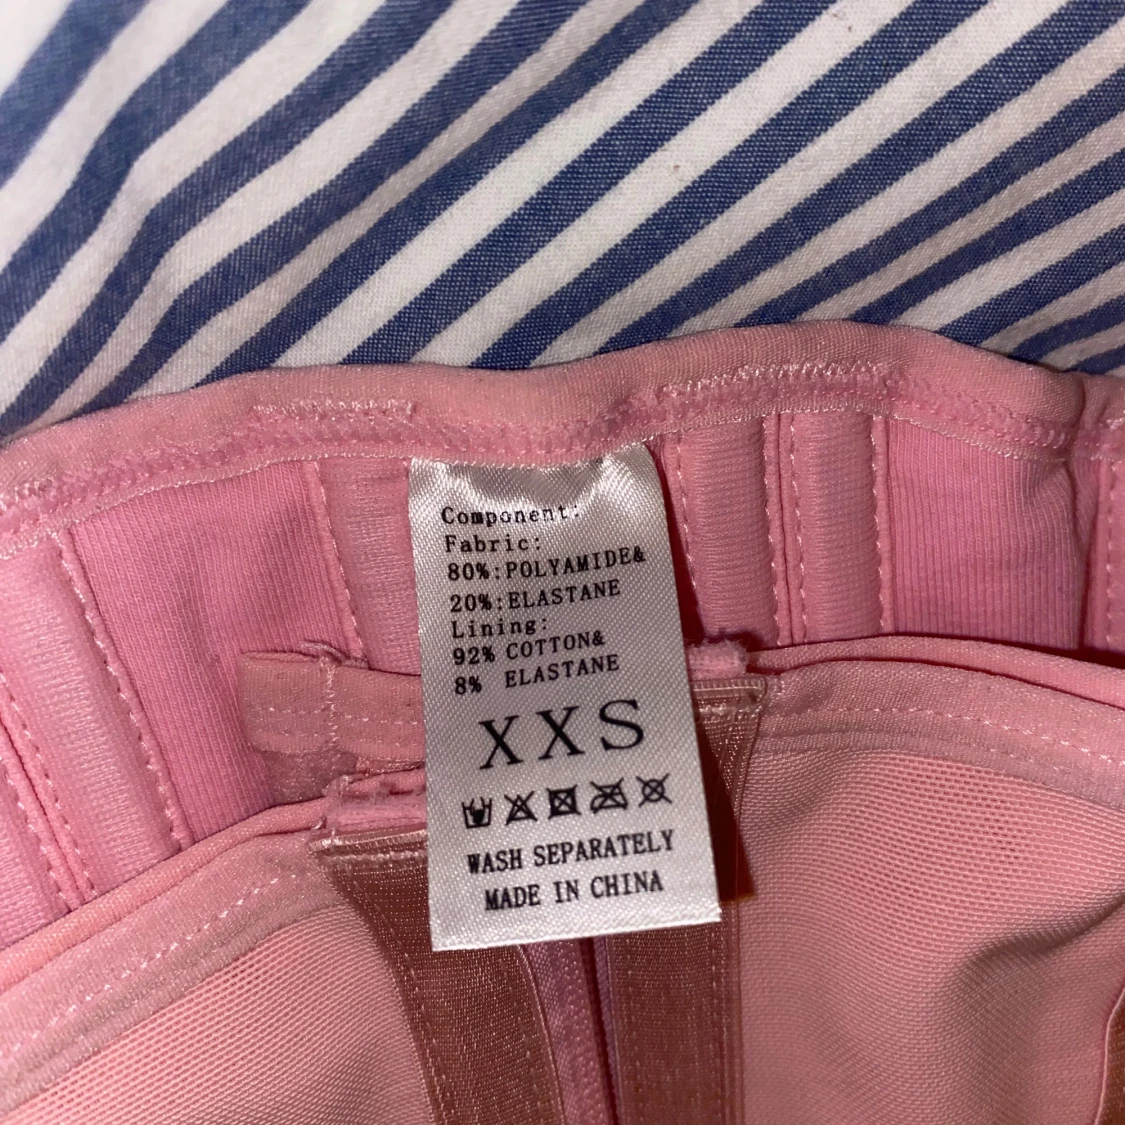 Component:
Fabric:
80%:POLYAMIDE&
20%:ELASTANE
Lining:
92% COTTON&
8% ELASTANE
XXS
WASH SEPARATELY
MADE IN CHINA